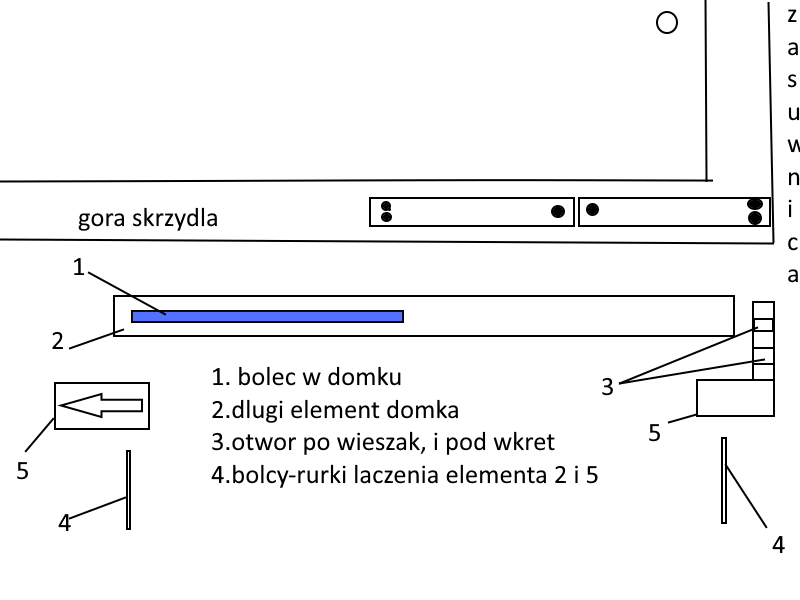 z
a
s
u
w
n
i
c
a
gora skrzydla
1
2
1. bolec w domku
2.dlugi element domka
3.otwor po wieszak, i pod wkret
4.bolcy-rurki laczenia elementa 2 i 5
3
5
5
4
4